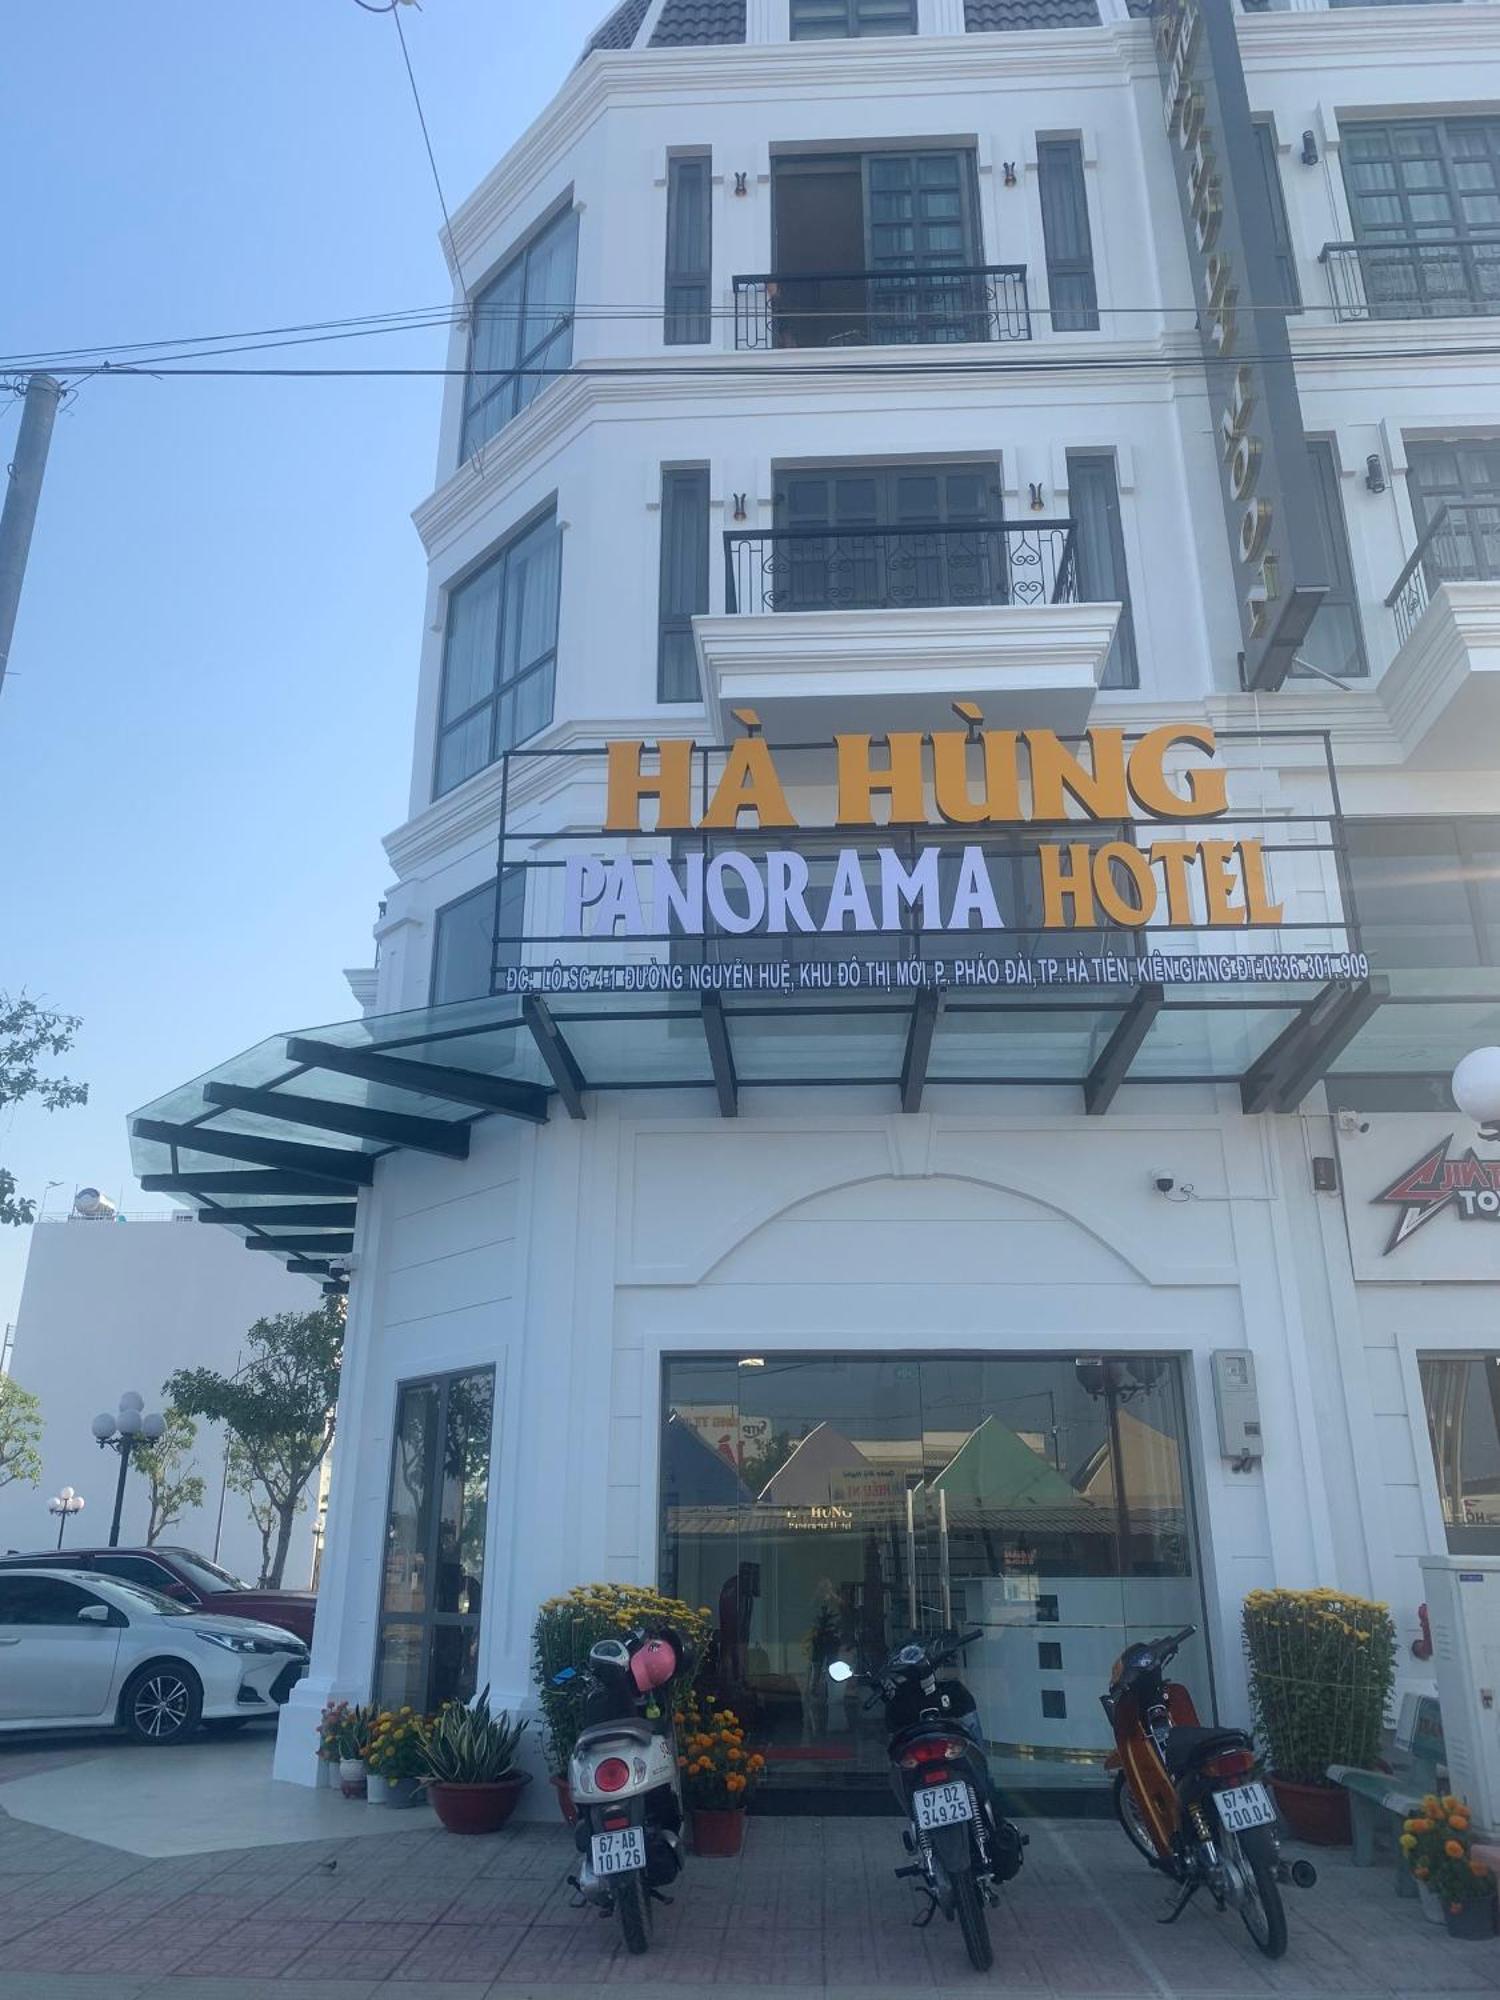 HÀ HÙNG
PANORAMA HOTEL
ĐC: LÔ SC 4-1 ĐƯỜNG NGUYỄN HUỆ, KHU ĐÔ THỊ MỚI, P. PHÁO ĐÀI, TP. HÀ TIÊN, KIÊN GIANG.ĐT:0336.301.909
HÙNG
67-AB
101.26
67-D2
349.25
67-M1
200.04